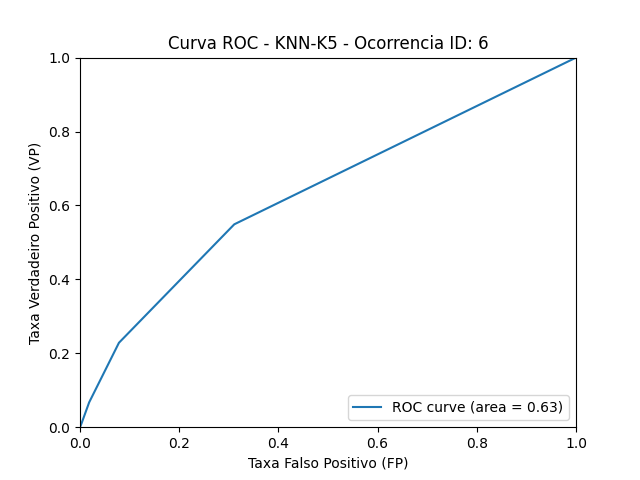 Curva ROC - KNN-K5 - Ocorrencia ID: 6
1.0
0.8
0.6
0.4
0.2
0.0
Taxa Verdadeiro Positivo (VP)
ROC curve (area = 0.63)
0.0 0.2 0.4 0.6 0.8 1.0
Taxa Falso Positivo (FP)